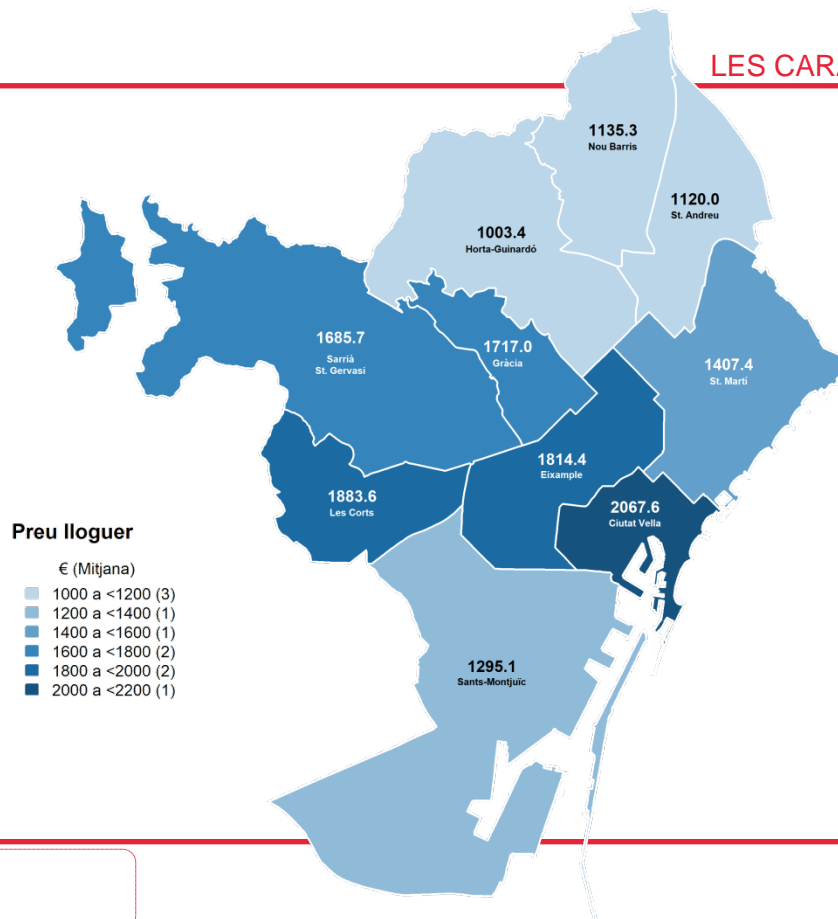 LES CARA
1135.3
Nou Barris
1120.0
St. Andreu
1003.4
Horta-Guinardó
1685.7
Sarrià
St. Gervasi
1717.0
Gràcia
1407.4
St. Martí
1814.4
Eixample
1883.6
Les Corts
2067.6
Ciutat Vella
Preu lloguer
€ (Mitjana)
1000 a <1200 (3)
1200 a <1400 (1)
1400 a <1600 (1)
1600 a <1800 (2)
1800 a <2000 (2)
2000 a <2200 (1)
1295.1
Sants-Montjuïc